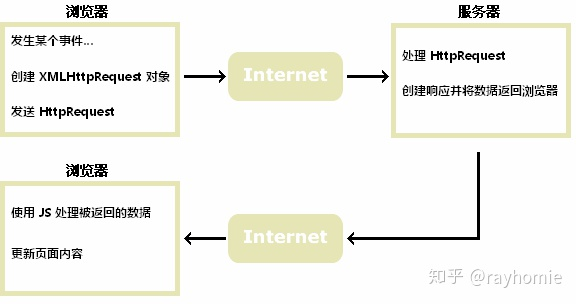 浏览器
发生某个事件...
创建 XMLHttpRequest 对象
发送 HttpRequest
Internet
服务器
处理 HttpRequest
创建响应并将数据返回浏览器
浏览器
使用 JS 处理被返回的数据
更新页面内容
Internet
知乎 @rayhomie